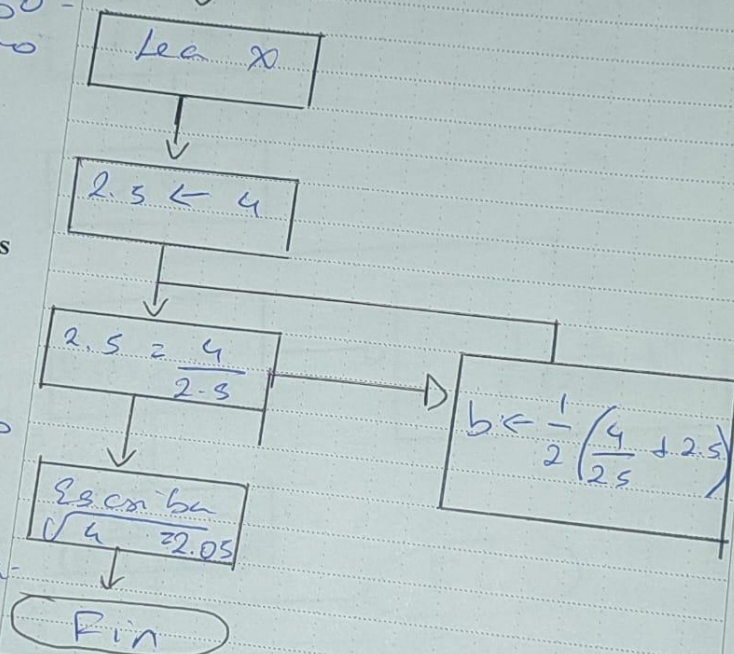 Lea x
2.5 ← 4
2.5 = 4/2.5
b ← 1/2 (4/2.5 + 2.5)
Escriba
√4 = 2.05
Fin
s